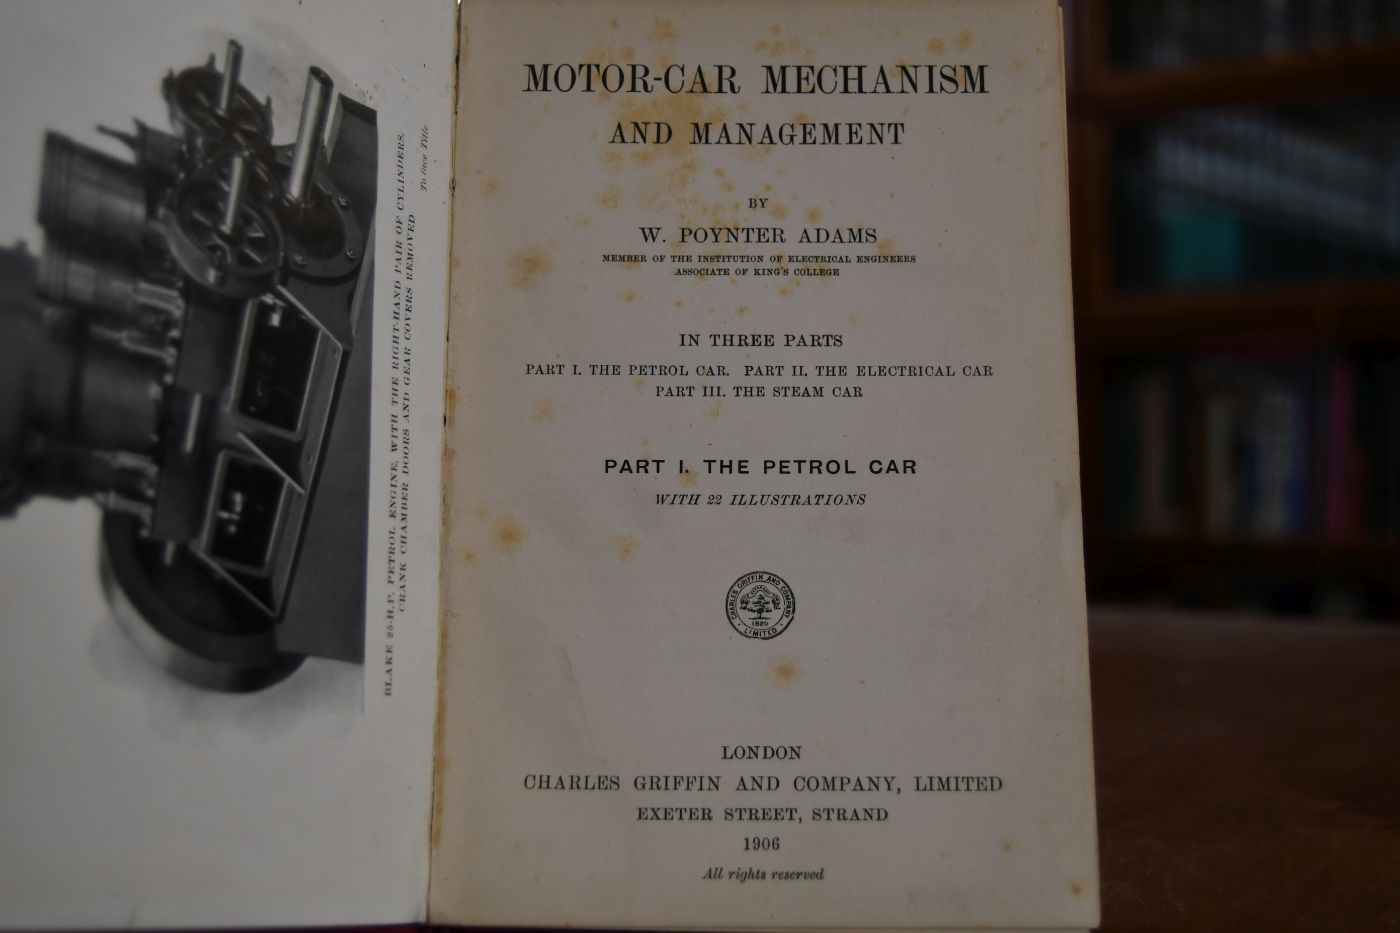 BLAKE 25-H.P. PETROL ENGINE, WITH THE RIGHT-HAND PAIR OF CYLINDERS,
CRANK CHAMBER DOORS AND GEAR COVERS REMOVED
To face Title
MOTOR-CAR MECHANISM
AND MANAGEMENT
BY
W. POYNTER ADAMS
MEMBER OF THE INSTITUTION OF ELECTRICAL ENGINEERS
ASSOCIATE OF KING'S COLLEGE
IN THREE PARTS
PART I. THE PETROL CAR. PART II. THE ELECTRICAL CAR
PART III. THE STEAM CAR
PART I. THE PETROL CAR
WITH 22 ILLUSTRATIONS
CHARLES GRIFFIN AND COMPANY
1820
LIMITED
LONDON
CHARLES GRIFFIN AND COMPANY, LIMITED
EXETER STREET, STRAND
1906
All rights reserved